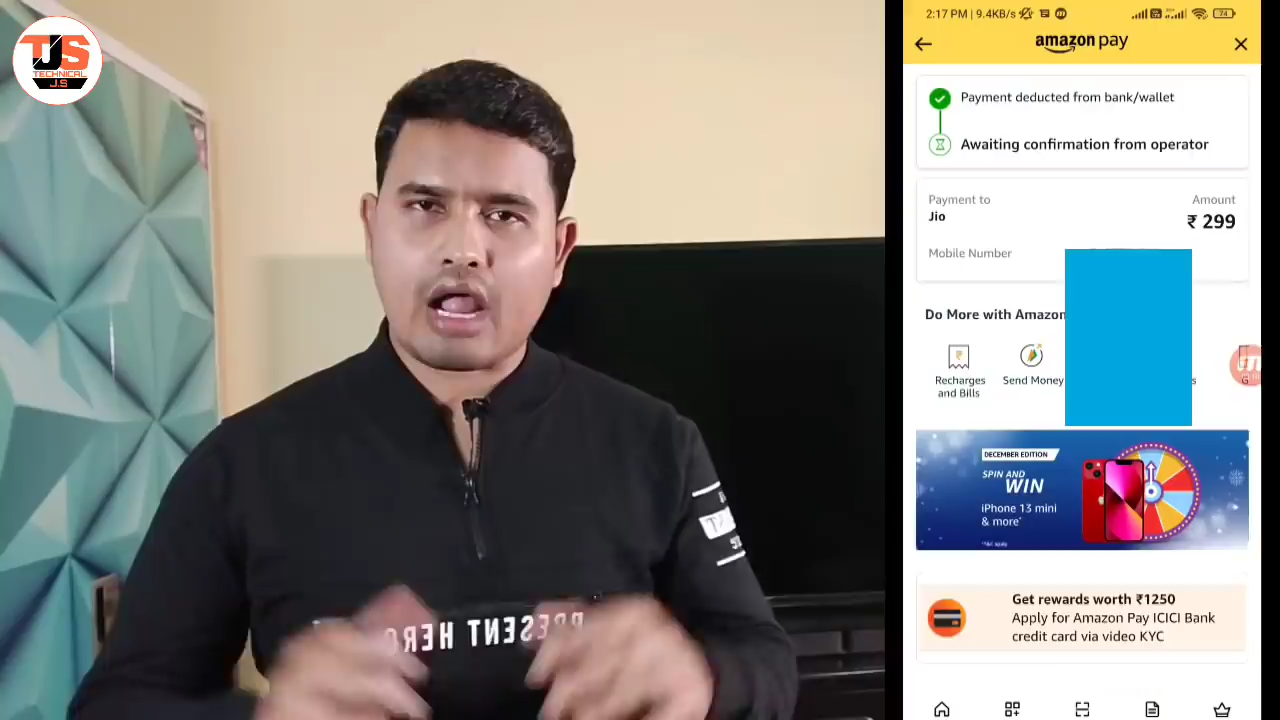 TJS
TECHNICAL
J.S
PRESENT HERO
2:17 PM | 9.4KB/s
74
amazon pay
Payment deducted from bank/wallet
Awaiting confirmation from operator
Payment to
Amount
Jio
₹ 299
Mobile Number
Do More with Amazon
Recharges
and Bills
Send Money
s
G
DECEMBER EDITION
SPIN AND
WIN
iPhone 13 mini
& more*
*T&C apply
Get rewards worth ₹1250
Apply for Amazon Pay ICICI Bank
credit card via video KYC